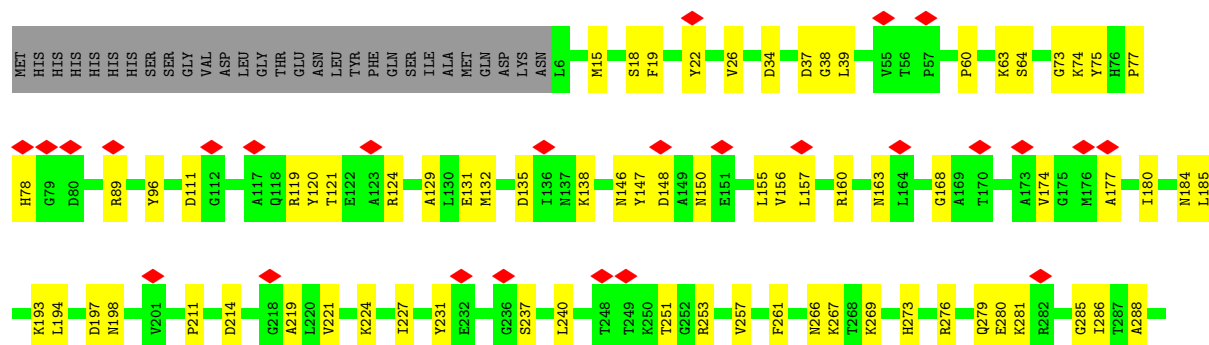 MET HIS HIS HIS HIS HIS HIS SER SER GLY VAL ASP LEU GLY THR GLU ASN LEU TYR PHE GLN SER ILE ALA MET GLN ASP LYS ASN L6 M15 S18 F19 Y22 V26 D34 D37 G38 L39 V55 T56 P57 P60 K63 S64 G73 K74 Y75 H76 P77
H78 G79 D80 R89 Y96 D111 G112 A117 Q118 R119 Y120 T121 E122 A123 R124 A129 L130 E131 M132 D135 I136 N137 K138 N146 Y147 D148 A149 N150 E151 L155 V156 L157 R160 N163 L164 G168 A169 T170 A173 V174 G175 M176 A177 I180 N184 L185
K193 L194 D197 N198 V201 P211 D214 G218 A219 L220 V221 K224 I227 Y231 E232 G236 S237 L240 T248 T249 K250 T251 G252 R253 V257 F261 N266 K267 T268 K269 H273 R276 Q279 E280 K281 R282 G285 I286 T287 A288